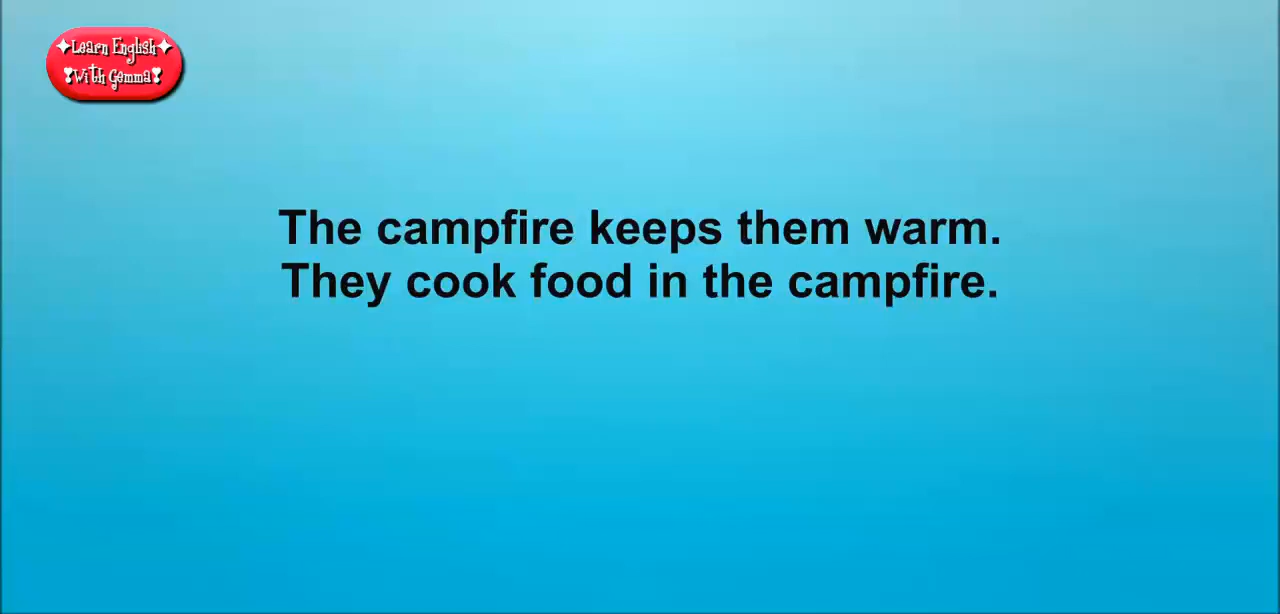 Learn English
With Gemma
The campfire keeps them warm.
They cook food in the campfire.